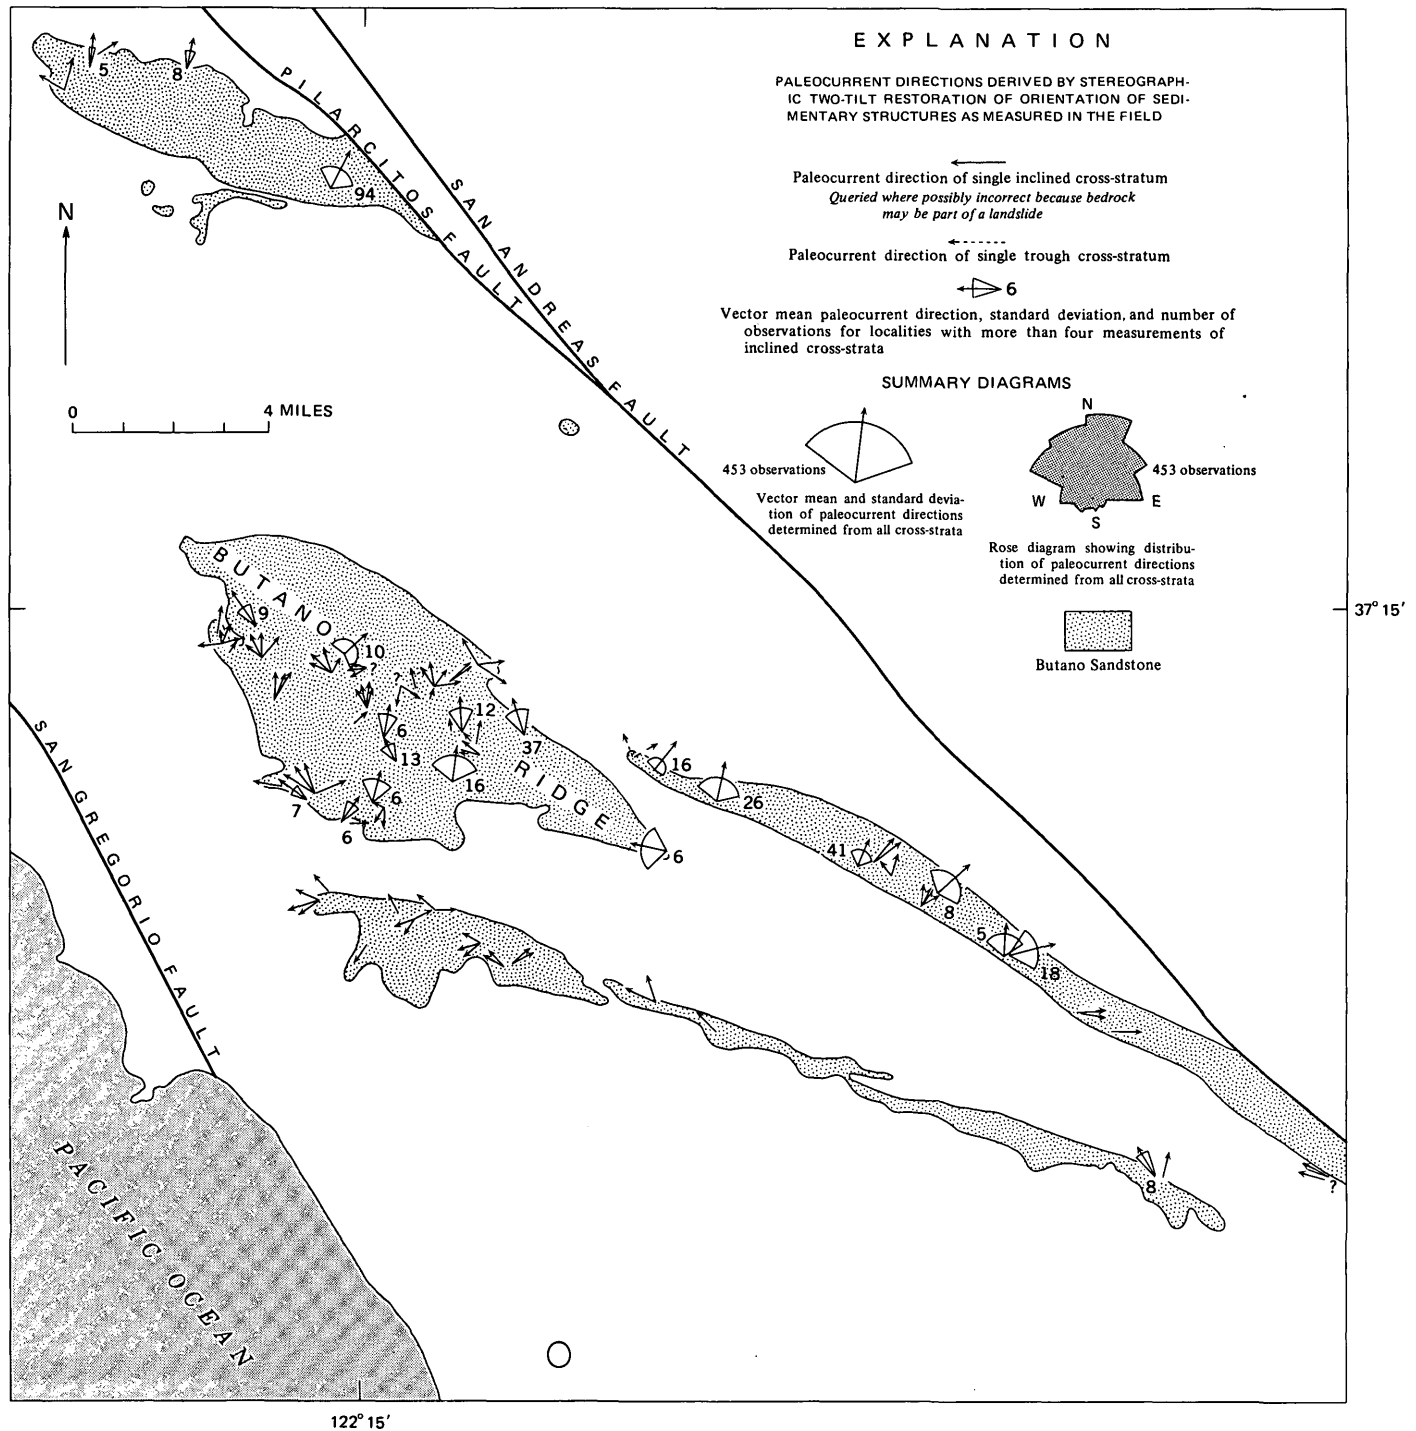 EXPLANATION
PALEOCURRENT DIRECTIONS DERIVED BY STEREOGRAPH-
IC TWO-TILT RESTORATION OF ORIENTATION OF SEDI-
MENTARY STRUCTURES AS MEASURED IN THE FIELD
Paleocurrent direction of single inclined cross-stratum
Queried where possibly incorrect because bedrock
may be part of a landslide
Paleocurrent direction of single trough cross-stratum
6
Vector mean paleocurrent direction, standard deviation, and number of
observations for localities with more than four measurements of
inclined cross-strata
SUMMARY DIAGRAMS
453 observations
Vector mean and standard devia-
tion of paleocurrent directions
determined from all cross-strata
N
453 observations
W
E
S
Rose diagram showing distribu-
tion of paleocurrent directions
determined from all cross-strata
Butano Sandstone
37°15′
5
8
94
PILARCITOS FAULT
SAN ANDREAS FAULT
N
0
4 MILES
BUTANO
RIDGE
9
10
?
?
12
6
37
13
16
6
7
6
6
16
26
41
8
5
18
8
?
SAN GREGORIO FAULT
PACIFIC OCEAN
122°15′